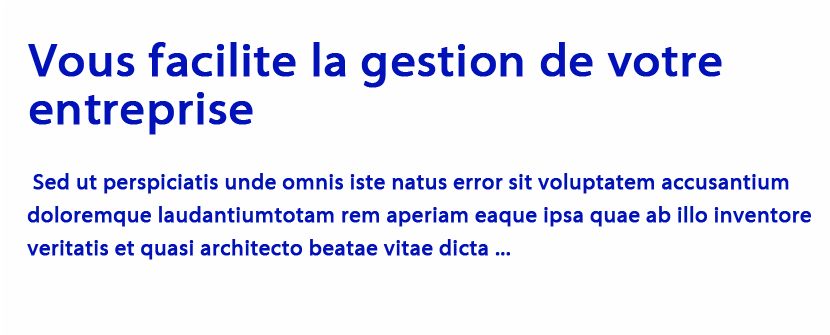 Vous facilite la gestion de votre
entreprise
Sed ut perspiciatis unde omnis iste natus error sit voluptatem accusantium
doloremque laudantiumtotam rem aperiam eaque ipsa quae ab illo inventore
veritatis et quasi architecto beatae vitae dicta ...